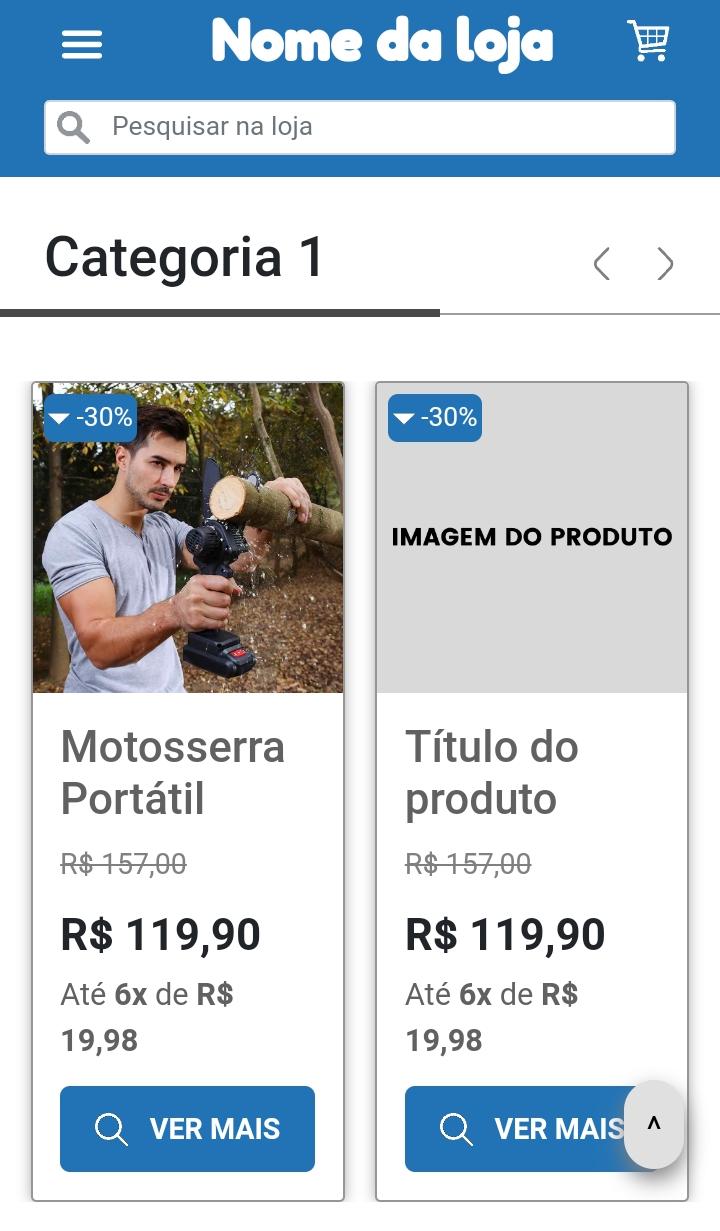 Nome da loja
Pesquisar na loja
Categoria 1
-30%
Motosserra
Portátil
R$ 157,00
R$ 119,90
Até 6x de R$
19,98
VER MAIS
-30%
IMAGEM DO PRODUTO
Título do
produto
R$ 157,00
R$ 119,90
Até 6x de R$
19,98
VER MAIS
^